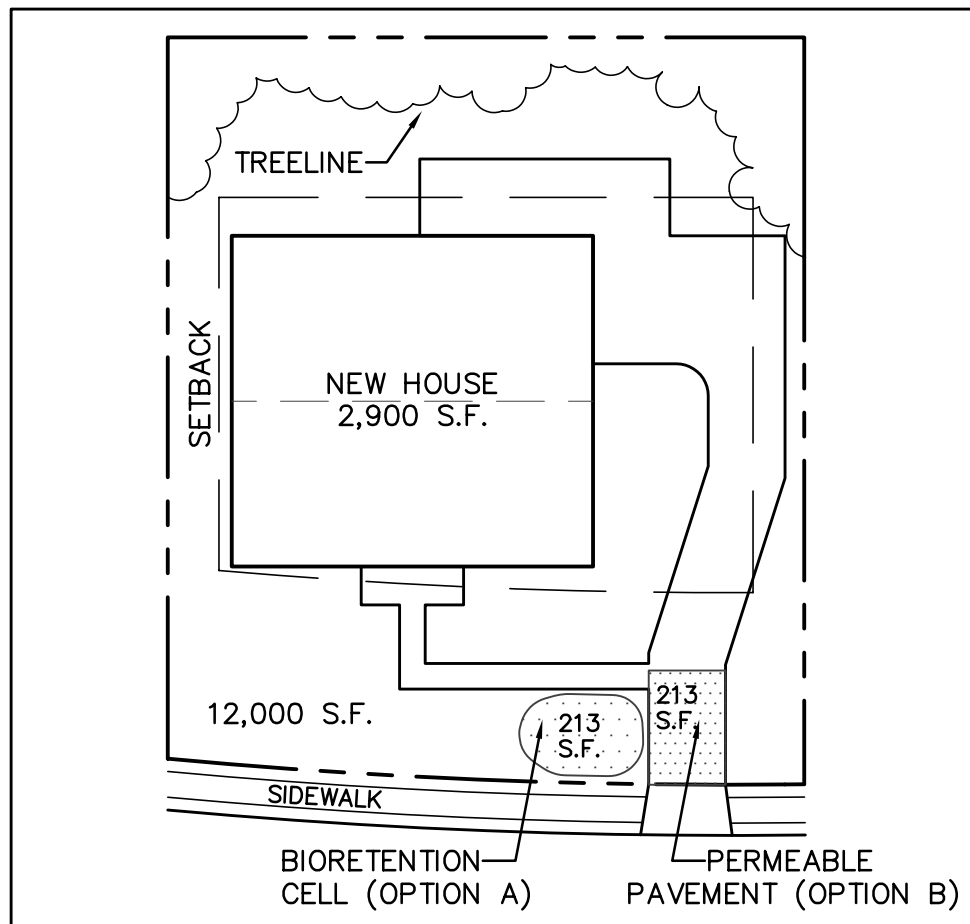 TREELINE
SETBACK
NEW HOUSE
2,900 S.F.
12,000 S.F.
213
S.F.
213
S.F.
SIDEWALK
BIORETENTION
CELL (OPTION A)
PERMEABLE
PAVEMENT (OPTION B)